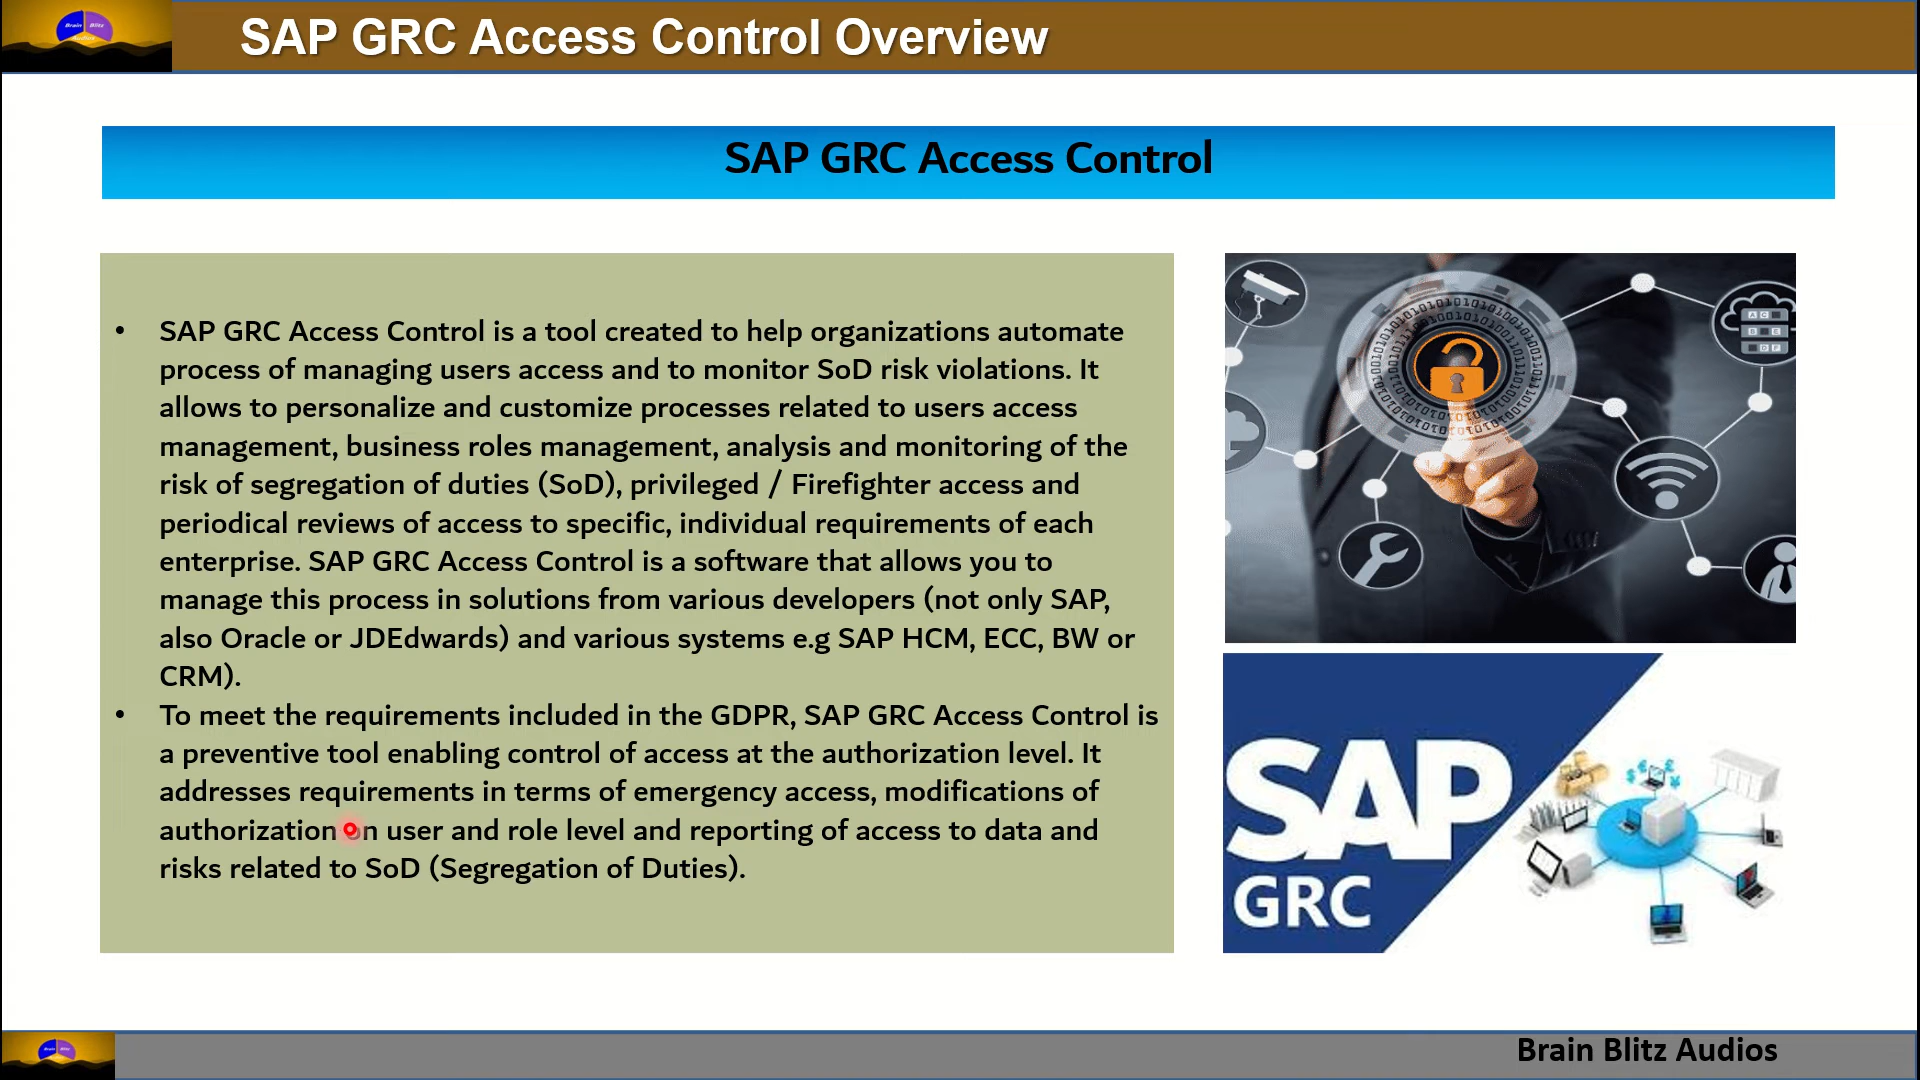 Brain Blitz
SAP GRC Access Control Overview
SAP GRC Access Control
• SAP GRC Access Control is a tool created to help organizations automate
process of managing users access and to monitor SoD risk violations. It
allows to personalize and customize processes related to users access
management, business roles management, analysis and monitoring of the
risk of segregation of duties (SoD), privileged / Firefighter access and
periodical reviews of access to specific, individual requirements of each
enterprise. SAP GRC Access Control is a software that allows you to
manage this process in solutions from various developers (not only SAP,
also Oracle or JDEdwards) and various systems e.g SAP HCM, ECC, BW or
CRM).
• To meet the requirements included in the GDPR, SAP GRC Access Control is
a preventive tool enabling control of access at the authorization level. It
addresses requirements in terms of emergency access, modifications of
authorization on user and role level and reporting of access to data and
risks related to SoD (Segregation of Duties).
SAP
GRC
Brain Blitz Audios